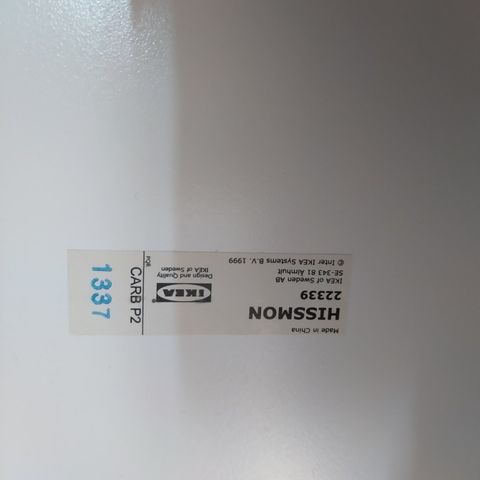 Made in China
HISSMON
22339
IKEA of Sweden AB
SE-343 81 Älmhult
© Inter IKEA Systems B.V. 1999
IKEA
Design and Quality
IKEA of Sweden
PQR
CARB P2
1337